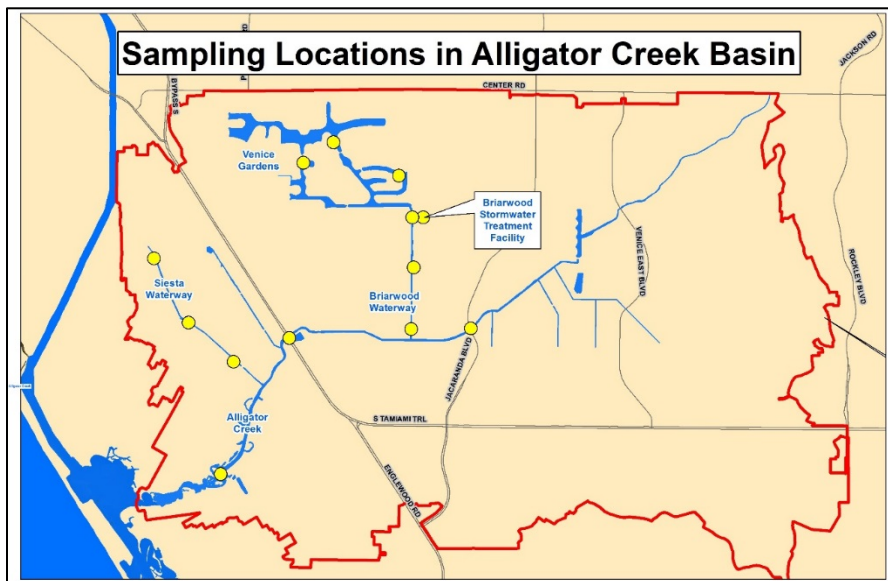 Sampling Locations in Alligator Creek Basin
JACKSON RD
BYPASS S
CENTER RD
Venice
Gardens
Briarwood
Stormwater
Treatment
Facility
VENICE EAST BLVD
ROCKLEY BLVD
Siesta
Waterway
Briarwood
Waterway
JACARANDA BLVD
S TAMIAMI TRL
Alligator
Creek
ENGLEWOOD RD